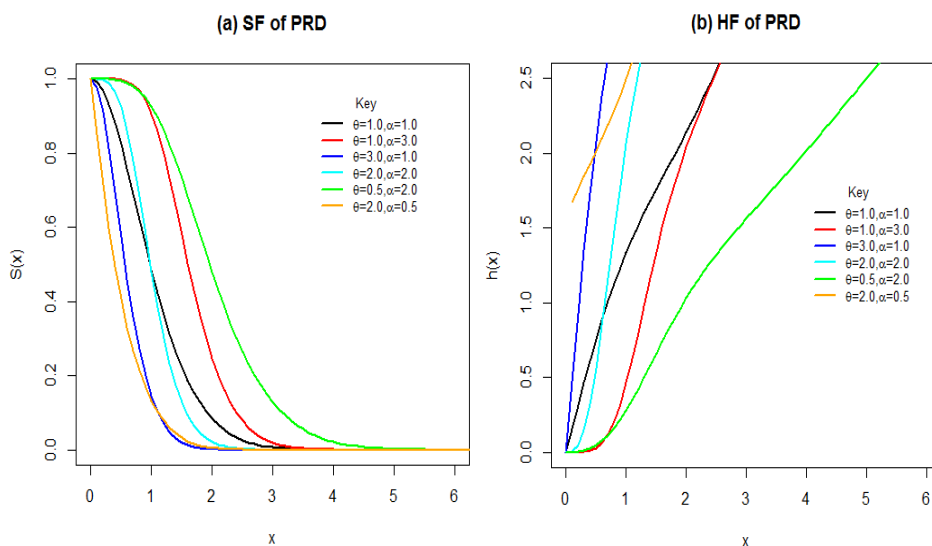 (a) SF of PRD
S(x)
1.0
0.8
0.6
0.4
0.2
0.0
Key
θ=1.0,α=1.0
θ=1.0,α=3.0
θ=3.0,α=1.0
θ=2.0,α=2.0
θ=0.5,α=2.0
θ=2.0,α=0.5
0 1 2 3 4 5 6
x
(b) HF of PRD
h(x)
2.5
2.0
1.5
1.0
0.5
0.0
Key
θ=1.0,α=1.0
θ=1.0,α=3.0
θ=3.0,α=1.0
θ=2.0,α=2.0
θ=0.5,α=2.0
θ=2.0,α=0.5
0 1 2 3 4 5 6
x